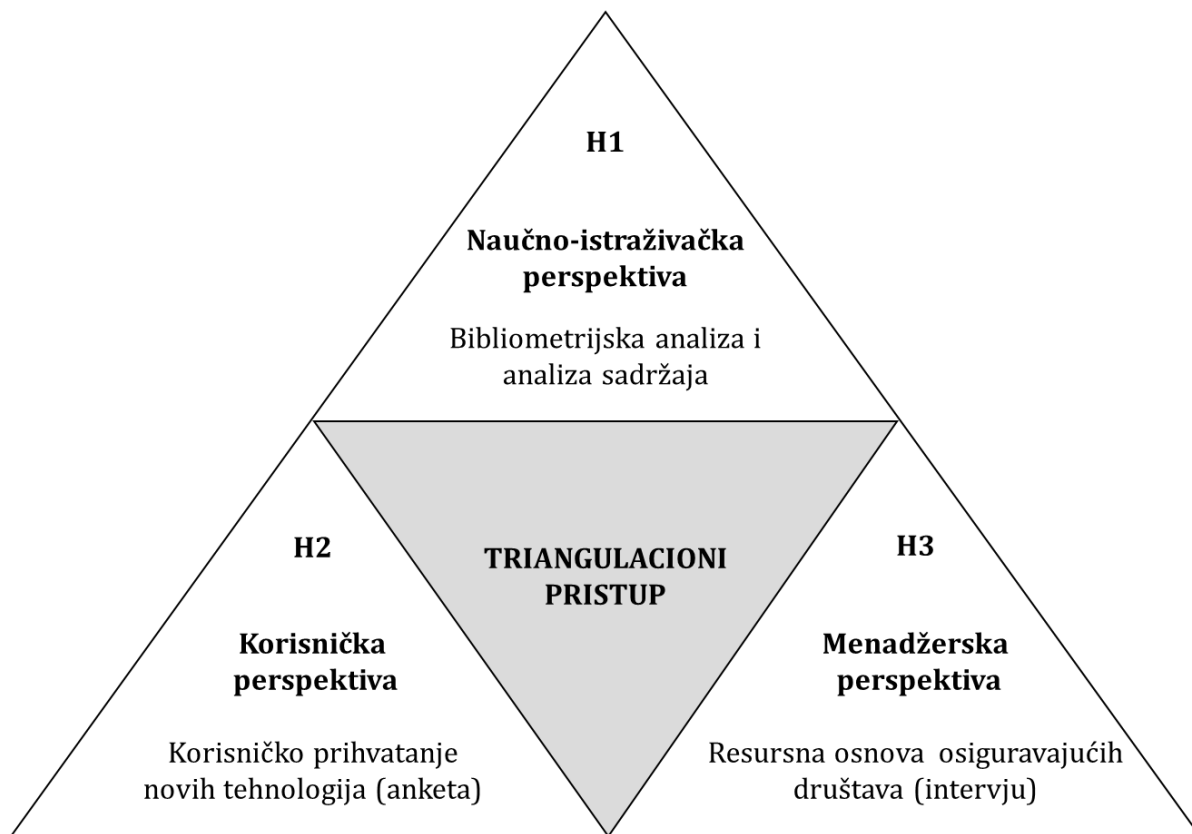 H1
Naučno-istraživačka
perspektiva
Bibliometrijska analiza i
analiza sadržaja
H2
Korisnička
perspektiva
Korisničko prihvatanje
novih tehnologija (anketa)
TRIANGULACIONI
PRISTUP
H3
Menadžerska
perspektiva
Resursna osnova osiguravajućih
društava (intervju)